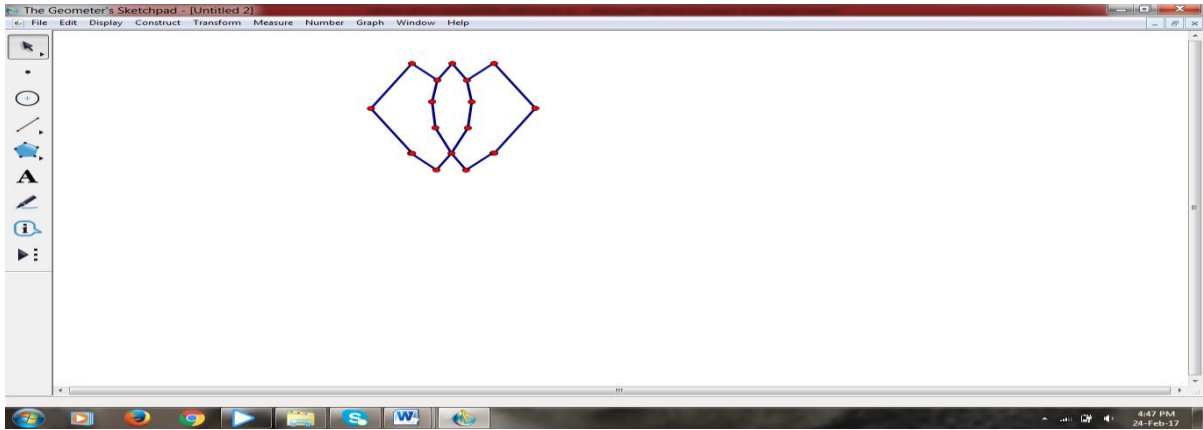 The Geometer's Sketchpad - [Untitled 2]
File Edit Display Construct Transform Measure Number Graph Window Help
A
4:47 PM
24-Feb-17